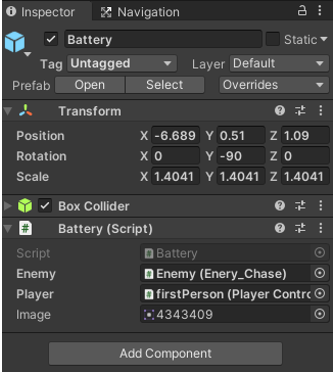 Inspector Navigation
Battery Static
Tag Untagged Layer Default
Prefab Open Select Overrides
Transform
Position X -6.689 Y 0.51 Z 1.09
Rotation X 0 Y -90 Z 0
Scale X 1.4041 Y 1.4041 Z 1.4041
Box Collider
Battery (Script)
Script Battery
Enemy Enemy (Enery_Chase)
Player firstPerson (Player Contro
Image 4343409
Add Component